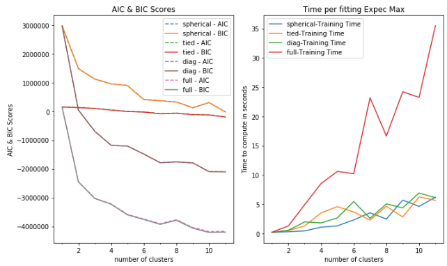 AIC & BIC Scores
AIC & BIC Scores
3000000
2000000
1000000
0
-1000000
-2000000
-3000000
-4000000
2
4
6
8
10
number of clusters
spherical - AIC
spherical - BIC
tied - AIC
tied - BIC
diag - AIC
diag - BIC
full - AIC
full - BIC
Time per fitting Expec Max
Time to compute in seconds
35
30
25
20
15
10
5
0
2
4
6
8
10
number of clusters
spherical-Training Time
tied-Training Time
diag-Training Time
full-Training Time